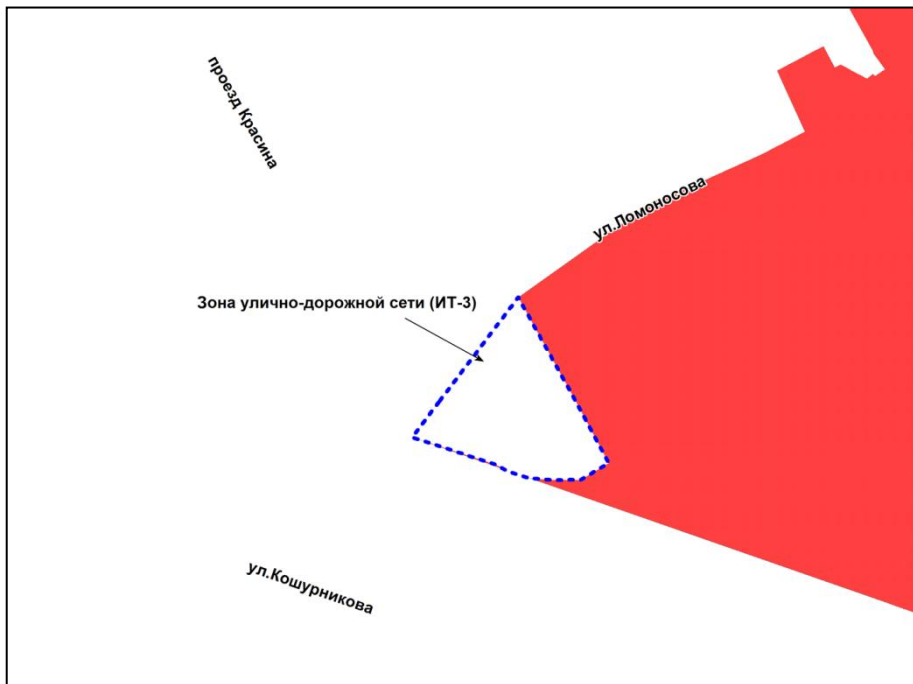 проезд Красина
ул.Ломоносова
Зона улично-дорожной сети (ИТ-3)
ул.Кошурникова